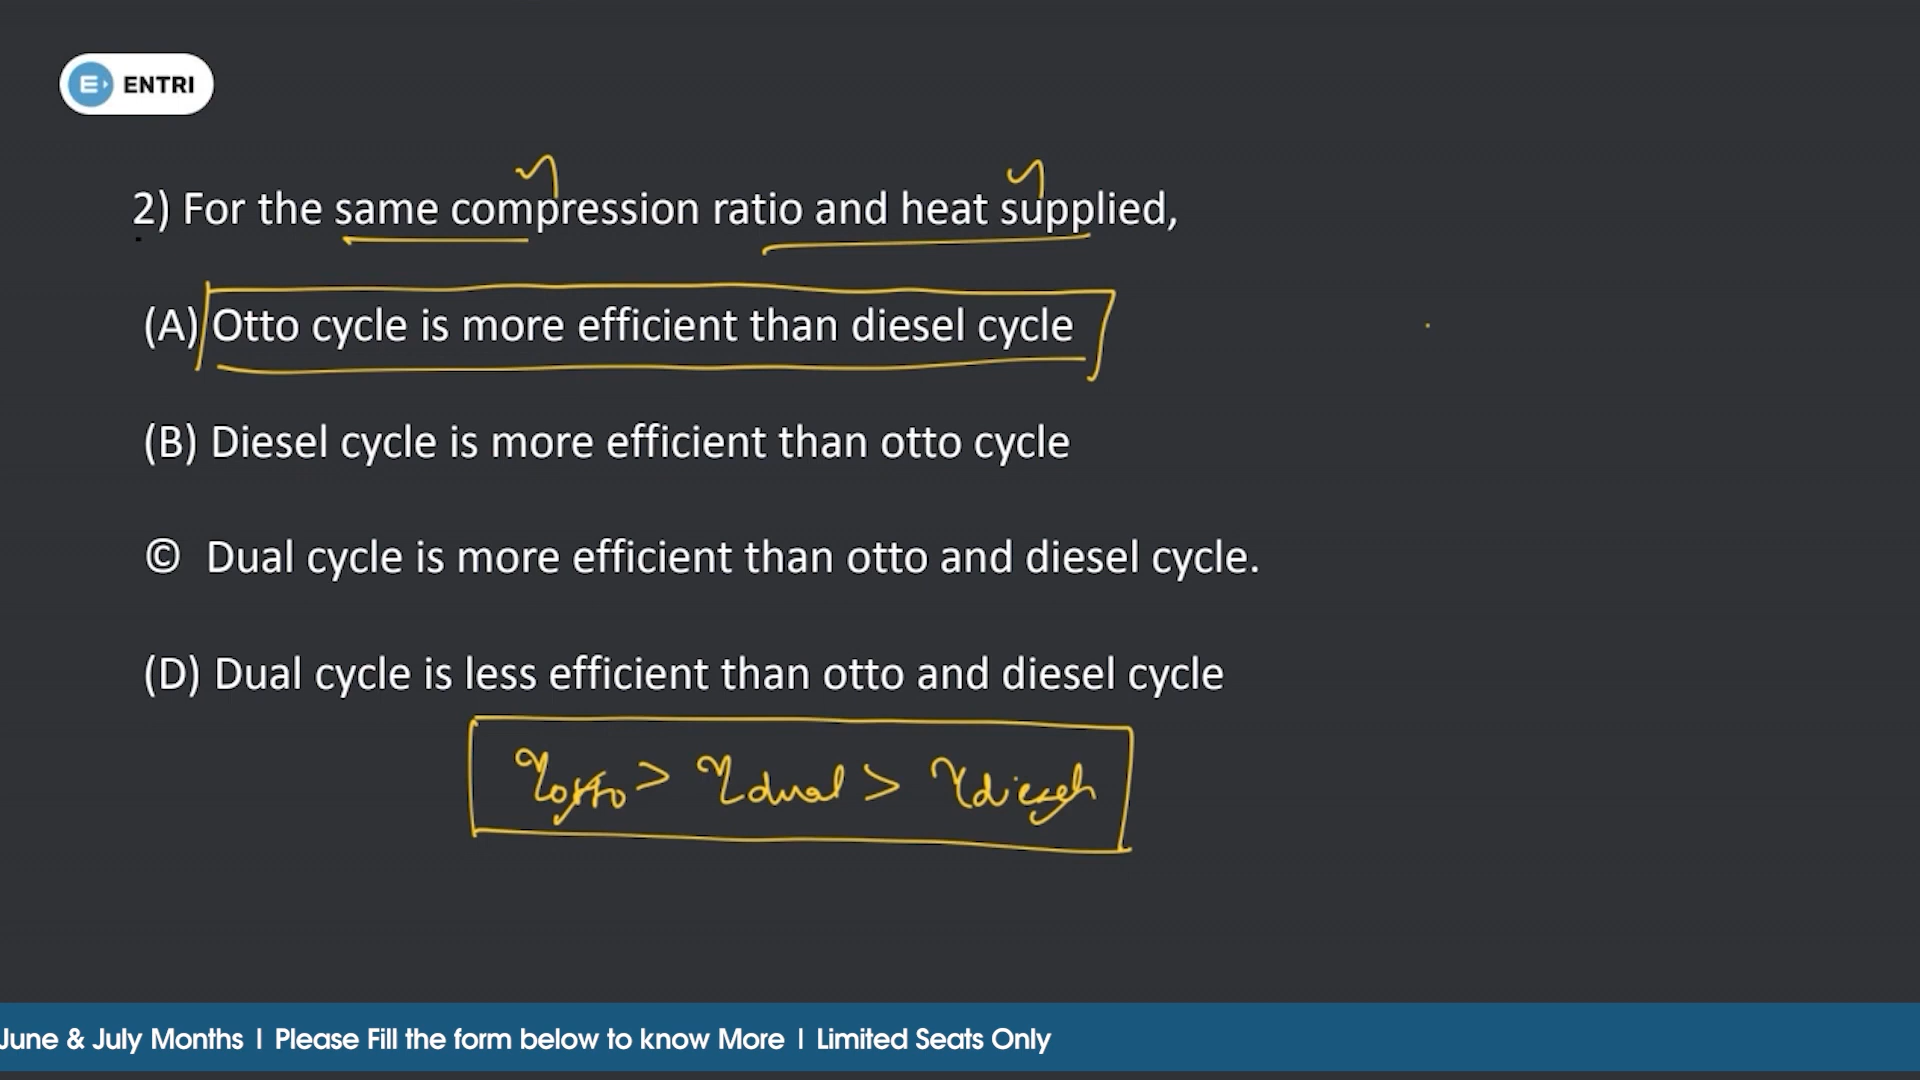 ENTRI
2) For the same compression ratio and heat supplied,
(A) Otto cycle is more efficient than diesel cycle
(B) Diesel cycle is more efficient than otto cycle
© Dual cycle is more efficient than otto and diesel cycle.
(D) Dual cycle is less efficient than otto and diesel cycle
ηotto > ηdual > ηdiesel
June & July Months | Please Fill the form below to know More | Limited Seats Only